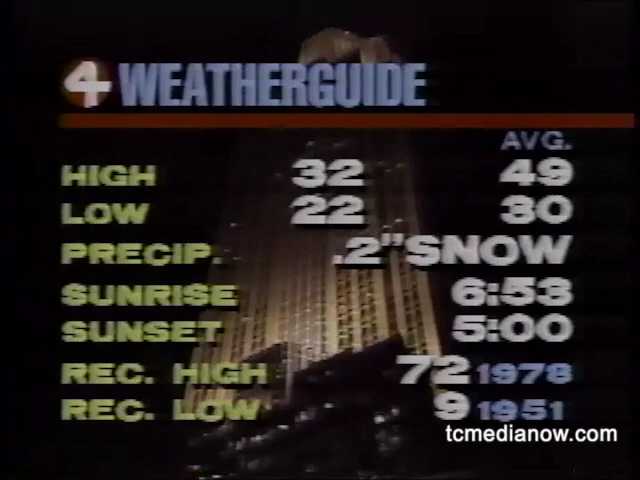 4 WEATHERGUIDE
AVG.
HIGH 32 49
LOW 22 30
PRECIP. .2" SNOW
SUNRISE 6:53
SUNSET 5:00
REC. HIGH 72 1978
REC. LOW 9 1951
tcmedianow.com